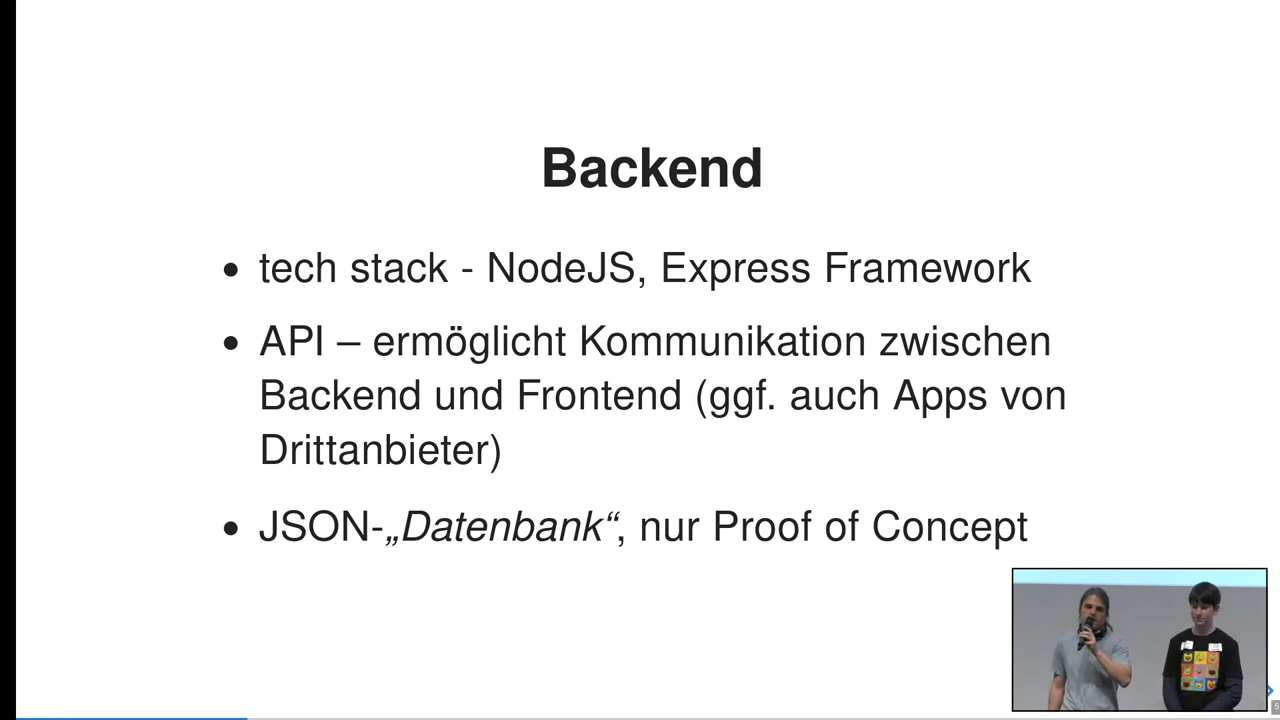 Backend
• tech stack - NodeJS, Express Framework
• API – ermöglicht Kommunikation zwischen
Backend und Frontend (ggf. auch Apps von
Drittanbieter)
• JSON-„Datenbank“, nur Proof of Concept
5